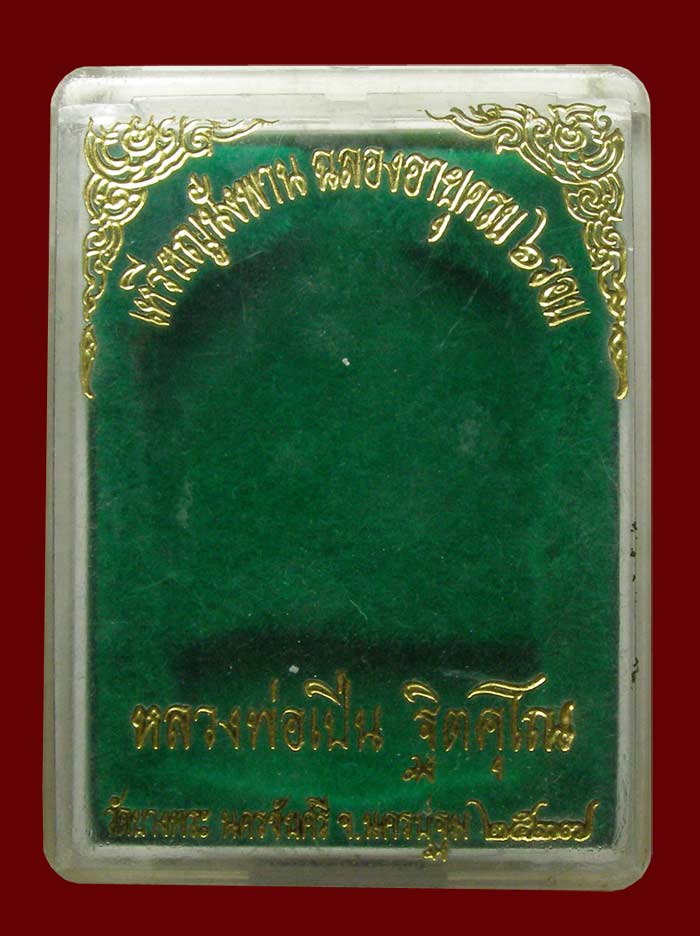 เหรียญนั่งพาน ฉลองอายุครบ ๖ รอบ
หลวงพ่อเปิ่น ฐิตคุโณ
วัดบางพระ นครชัยศรี จ.นครปฐม ๒๕๓๗